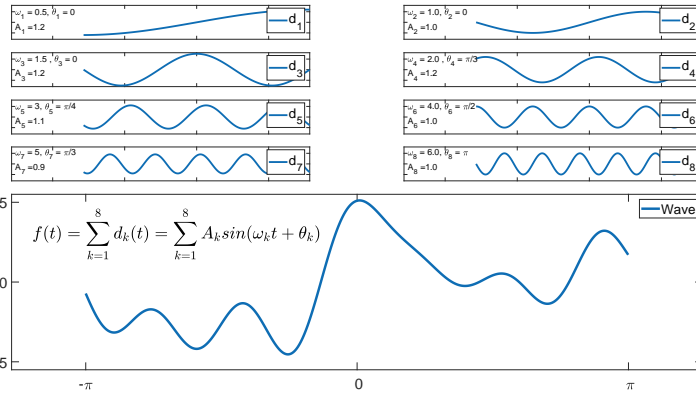 ω1 = 0.5, θ1 = 0
A1 =1.2
d1
ω2 = 1.0, θ2 = 0
A2 =1.0
d2
ω3 = 1.5 , θ3 = 0
A3 =1.2
d3
ω4 = 2.0 , θ4 = π/3
A4 =1.2
d4
ω5 = 3, θ5 = π/4
A5 =1.1
d5
ω6 = 4.0, θ6 = π/2
A6 =1.0
d6
ω7 = 5, θ7 = π/3
A7 =0.9
d7
ω8 = 6.0, θ8 = π
A8 =1.0
d8
5
Wave
f(t) = ∑_{k=1}^{8} d_k(t) = ∑_{k=1}^{8} A_k sin(ω_k t + θ_k)
0
5
-π 0 π